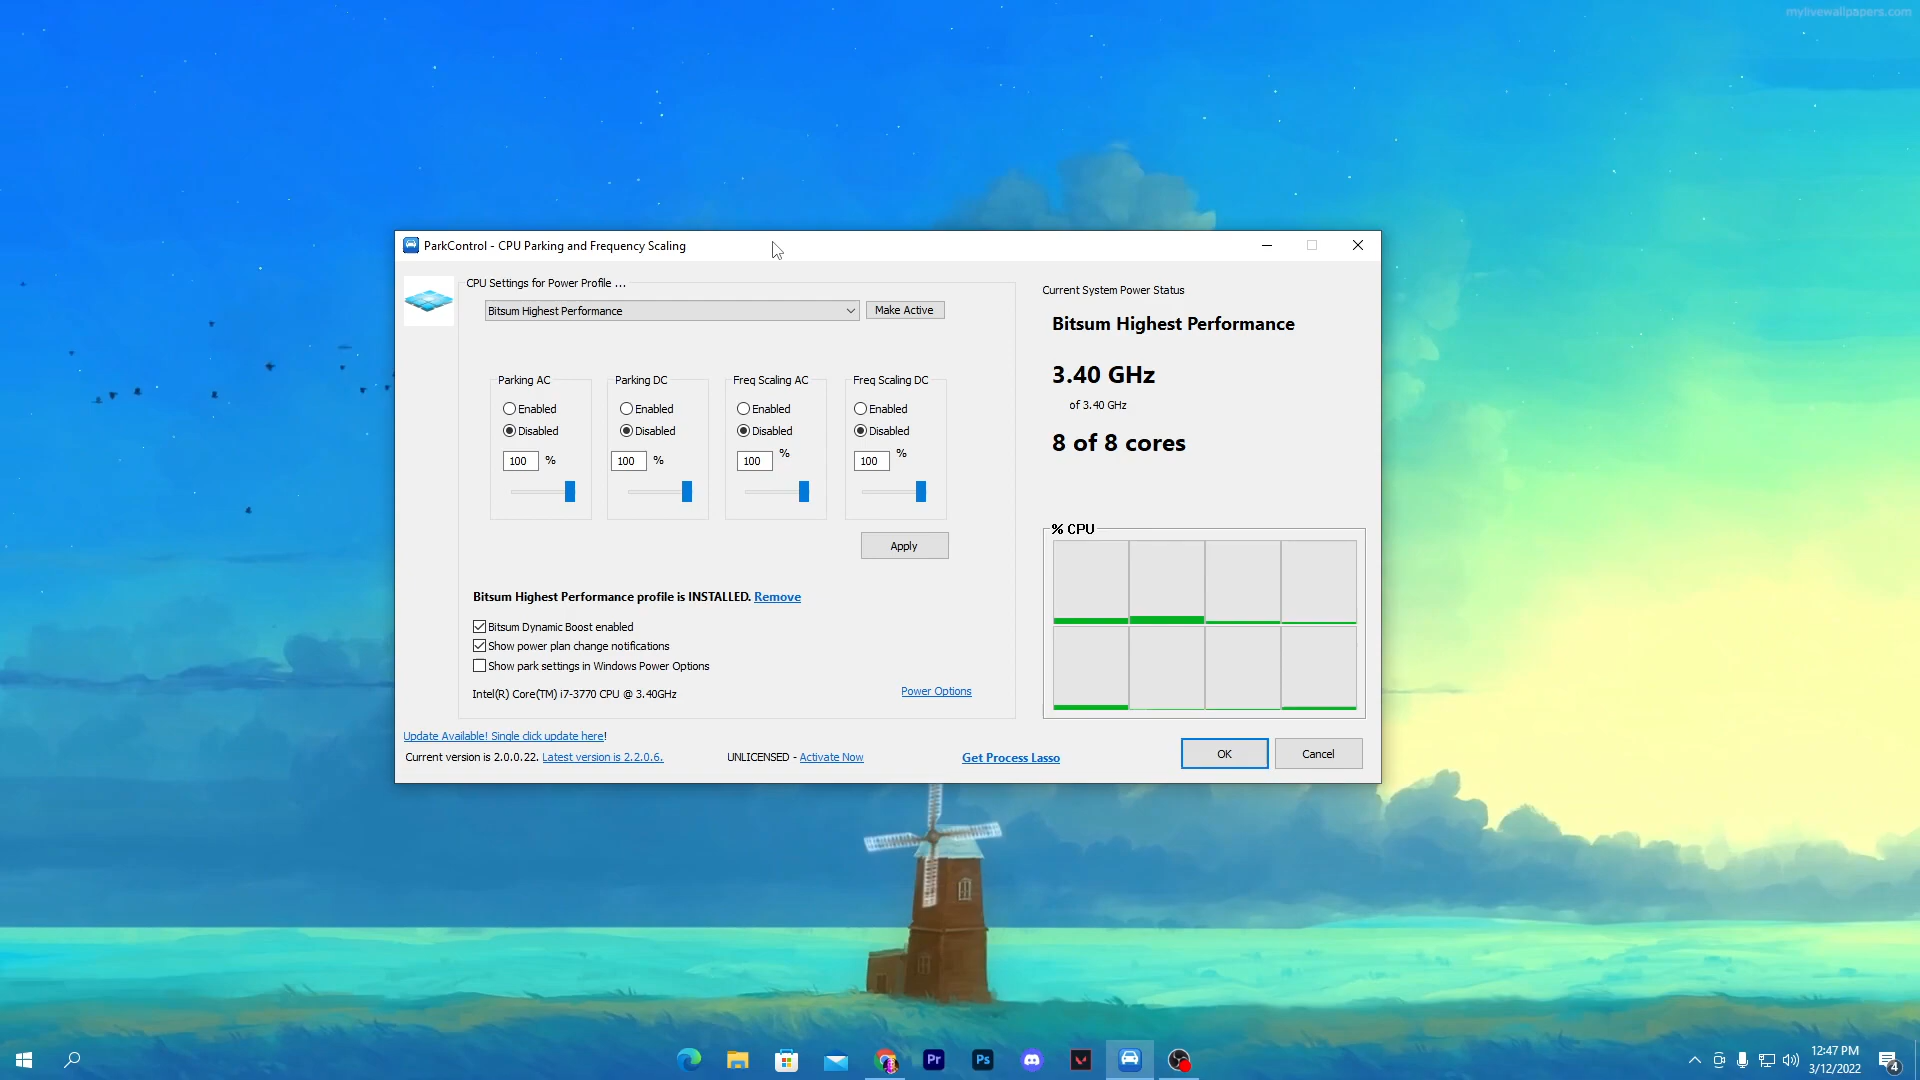 mylivewallpapers.com
ParkControl - CPU Parking and Frequency Scaling
CPU Settings for Power Profile ...
Bitsum Highest Performance
Make Active
Parking AC
Parking DC
Freq Scaling AC
Freq Scaling DC
Enabled
Enabled
Enabled
Enabled
Disabled
Disabled
Disabled
Disabled
100 %
100 %
100 %
100 %
Apply
Bitsum Highest Performance profile is INSTALLED. Remove
Bitsum Dynamic Boost enabled
Show power plan change notifications
Show park settings in Windows Power Options
Intel(R) Core(TM) i7-3770 CPU @ 3.40GHz
Power Options
Current System Power Status
Bitsum Highest Performance
3.40 GHz
of 3.40 GHz
8 of 8 cores
% CPU
Update Available! Single click update here!
Current version is 2.0.0.22. Latest version is 2.2.0.6.
UNLICENSED - Activate Now
Get Process Lasso
OK
Cancel
Pr
Ps
12:47 PM
3/12/2022
4